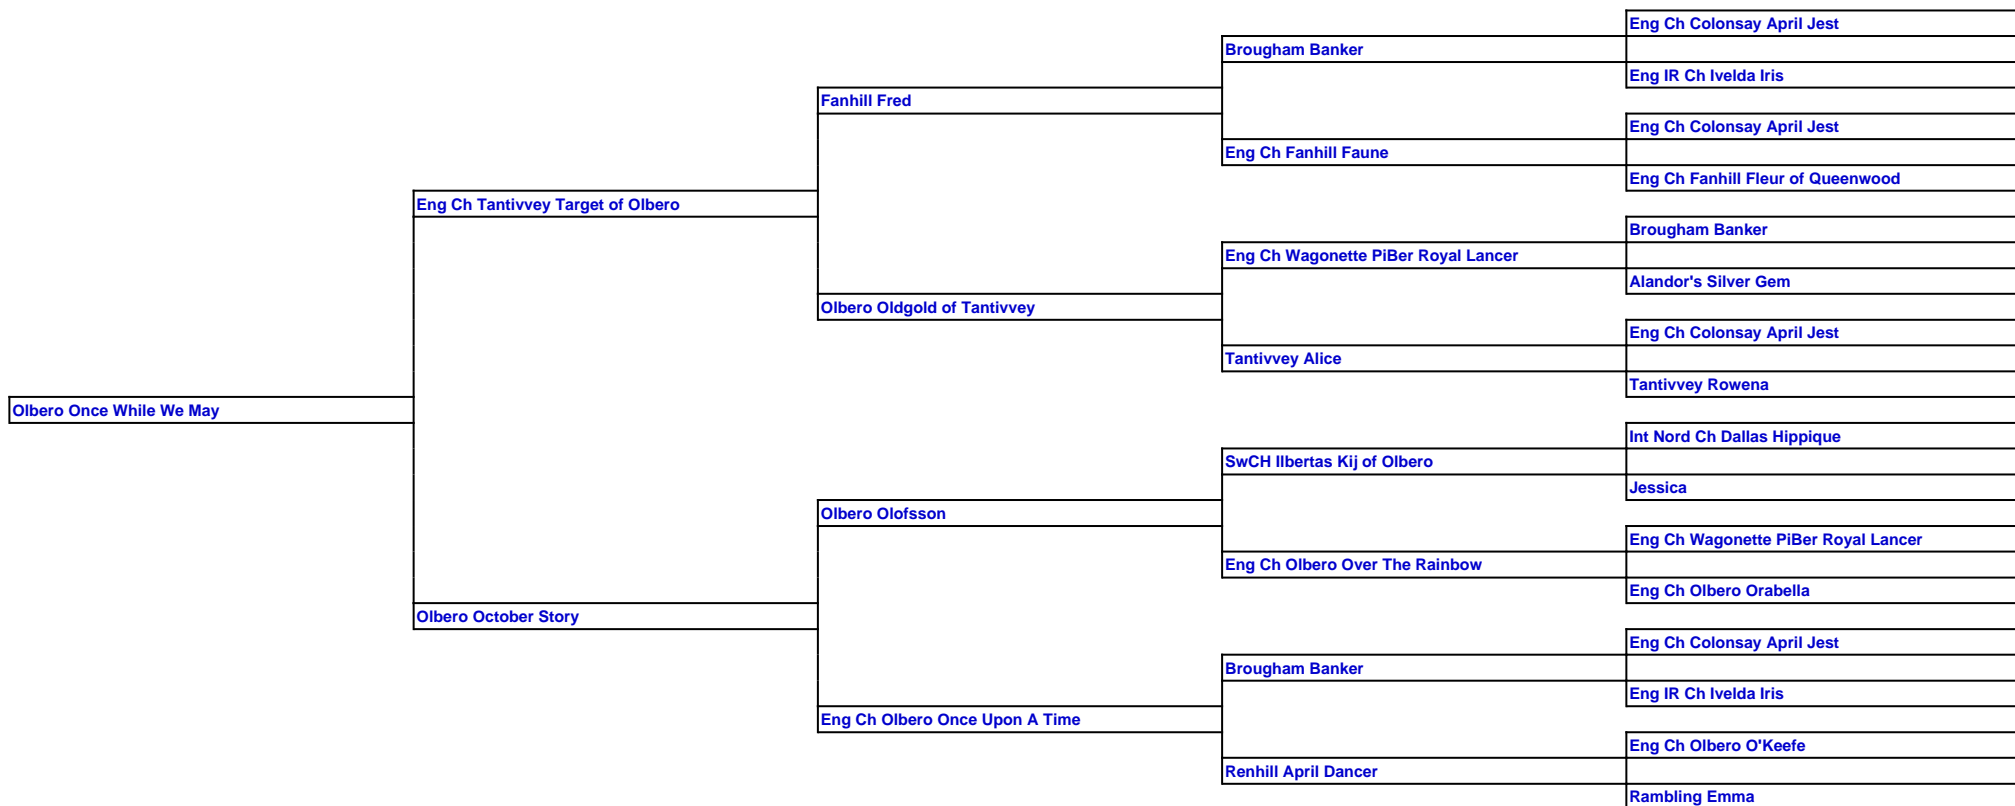 Eng Ch Colonsay April Jest
Brougham Banker
Eng IR Ch Ivelda Iris
Fanhill Fred
Eng Ch Colonsay April Jest
Eng Ch Fanhill Faune
Eng Ch Fanhill Fleur of Queenwood
Eng Ch Tantivvey Target of Olbero
Brougham Banker
Eng Ch Wagonette PiBer Royal Lancer
Alandor's Silver Gem
Olbero Oldgold of Tantivvey
Eng Ch Colonsay April Jest
Tantivvey Alice
Tantivvey Rowena
Olbero Once While We May
Int Nord Ch Dallas Hippique
SwCH Ilbertas Kij of Olbero
Jessica
Olbero Olofsson
Eng Ch Wagonette PiBer Royal Lancer
Eng Ch Olbero Over The Rainbow
Eng Ch Olbero Orabella
Olbero October Story
Eng Ch Colonsay April Jest
Brougham Banker
Eng IR Ch Ivelda Iris
Eng Ch Olbero Once Upon A Time
Eng Ch Olbero O'Keefe
Renhill April Dancer
Rambling Emma